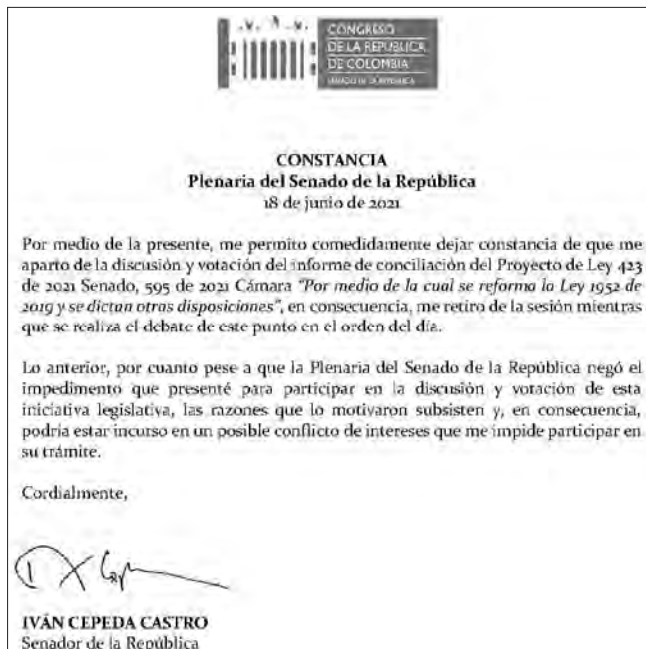 CONGRESO
DE LA REPÚBLICA
DE COLOMBIA
SENADO DE LA REPÚBLICA
CONSTANCIA
Plenaria del Senado de la República
18 de junio de 2021
Por medio de la presente, me permito comedidamente dejar constancia de que me
aparto de la discusión y votación del informe de conciliación del Proyecto de Ley 423
de 2021 Senado, 595 de 2021 Cámara "Por medio de la cual se reforma la Ley 1952 de
2019 y se dictan otras disposiciones", en consecuencia, me retiro de la sesión mientras
que se realiza el debate de este punto en el orden del día.
Lo anterior, por cuanto pese a que la Plenaria del Senado de la República negó el
impedimento que presenté para participar en la discusión y votación de esta
iniciativa legislativa, las razones que lo motivaron subsisten y, en consecuencia,
podría estar incurso en un posible conflicto de intereses que me impide participar en
su trámite.
Cordialmente,
IVÁN CEPEDA CASTRO
Senador de la República